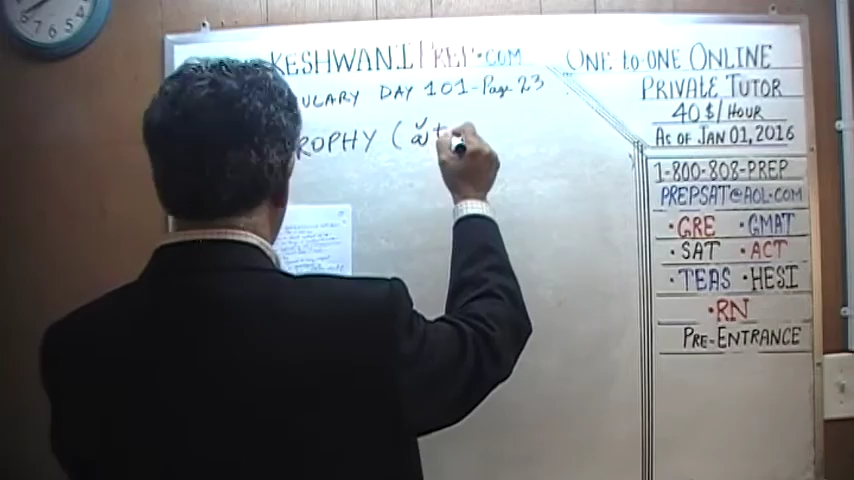 KESHWANI PREP.COM
ONE to ONE ONLINE
PRIVATE TUTOR
40$/HOUR
AS OF JAN 01, 2016
ULARY DAY 101-Page 23
ROPHY (ăt
1-800-808-PREP
PREPSAT@AOL.COM
•GRE •GMAT
•SAT •ACT
•TEAS •HESI
•RN
PRE-ENTRANCE